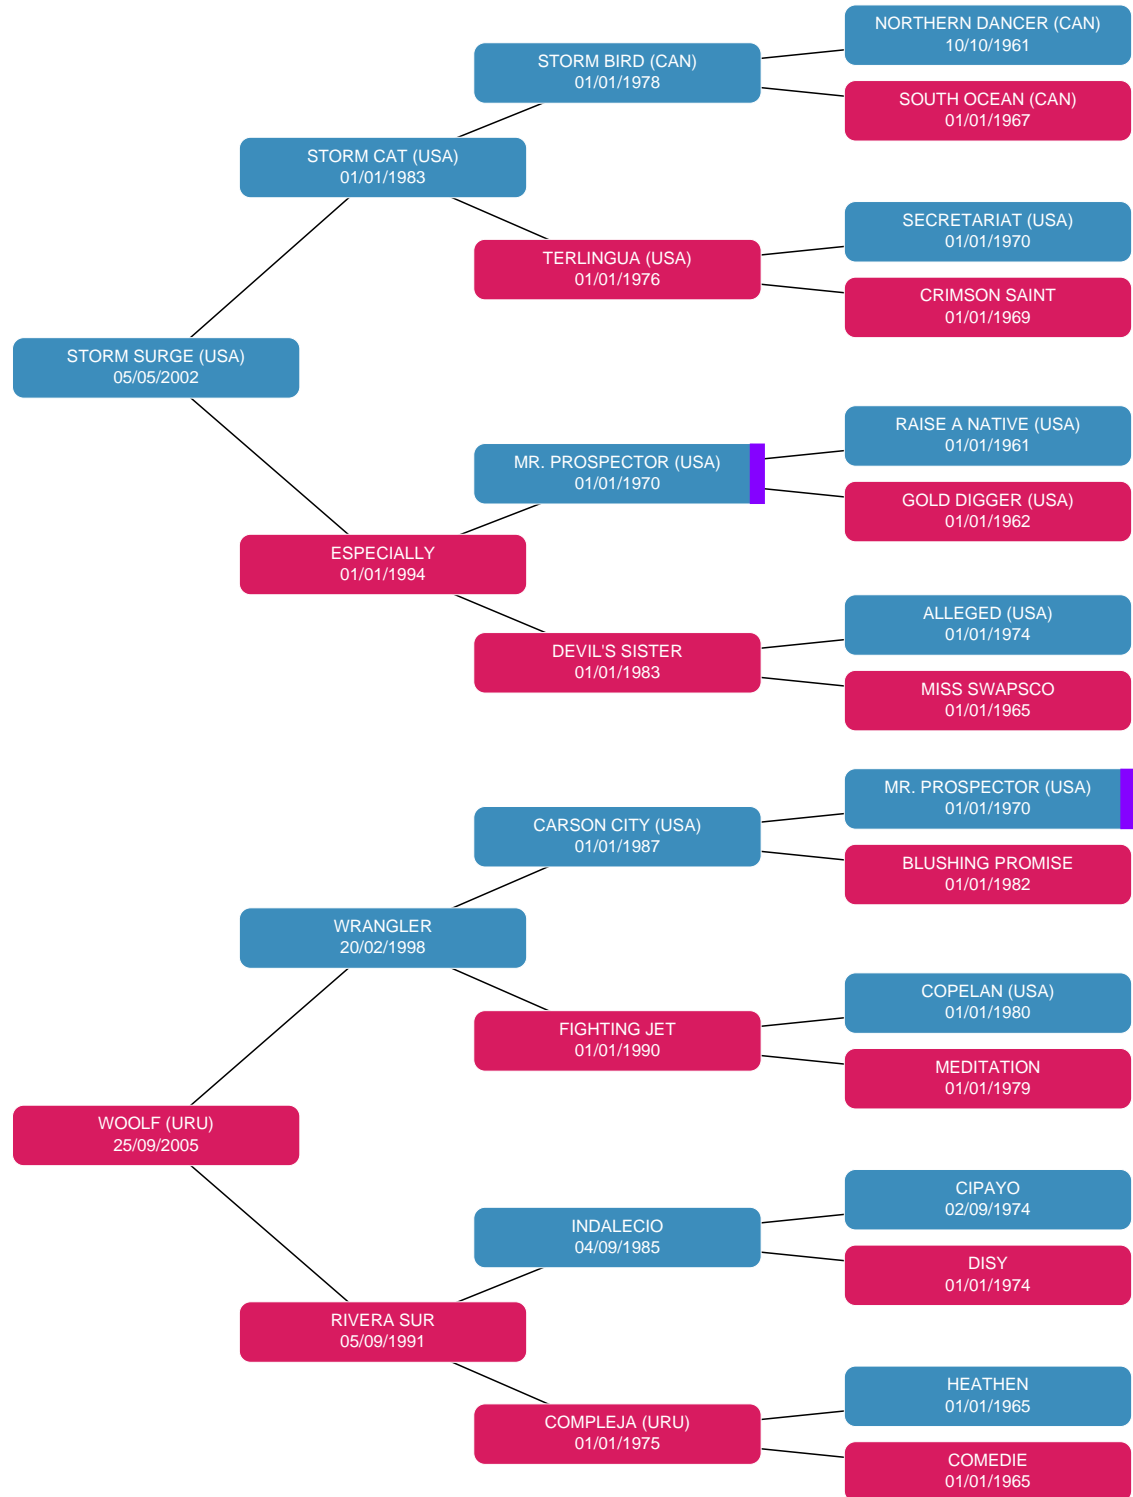 NORTHERN DANCER (CAN)
10/10/1961
STORM BIRD (CAN)
01/01/1978
SOUTH OCEAN (CAN)
01/01/1967
STORM CAT (USA)
01/01/1983
SECRETARIAT (USA)
01/01/1970
TERLINGUA (USA)
01/01/1976
CRIMSON SAINT
01/01/1969
STORM SURGE (USA)
05/05/2002
RAISE A NATIVE (USA)
01/01/1961
MR. PROSPECTOR (USA)
01/01/1970
GOLD DIGGER (USA)
01/01/1962
ESPECIALLY
01/01/1994
ALLEGED (USA)
01/01/1974
DEVIL'S SISTER
01/01/1983
MISS SWAPSCO
01/01/1965
MR. PROSPECTOR (USA)
01/01/1970
CARSON CITY (USA)
01/01/1987
BLUSHING PROMISE
01/01/1982
WRANGLER
20/02/1998
COPELAN (USA)
01/01/1980
FIGHTING JET
01/01/1990
MEDITATION
01/01/1979
WOOLF (URU)
25/09/2005
CIPAYO
02/09/1974
INDALECIO
04/09/1985
DISY
01/01/1974
RIVERA SUR
05/09/1991
HEATHEN
01/01/1965
COMPLEJA (URU)
01/01/1975
COMEDIE
01/01/1965